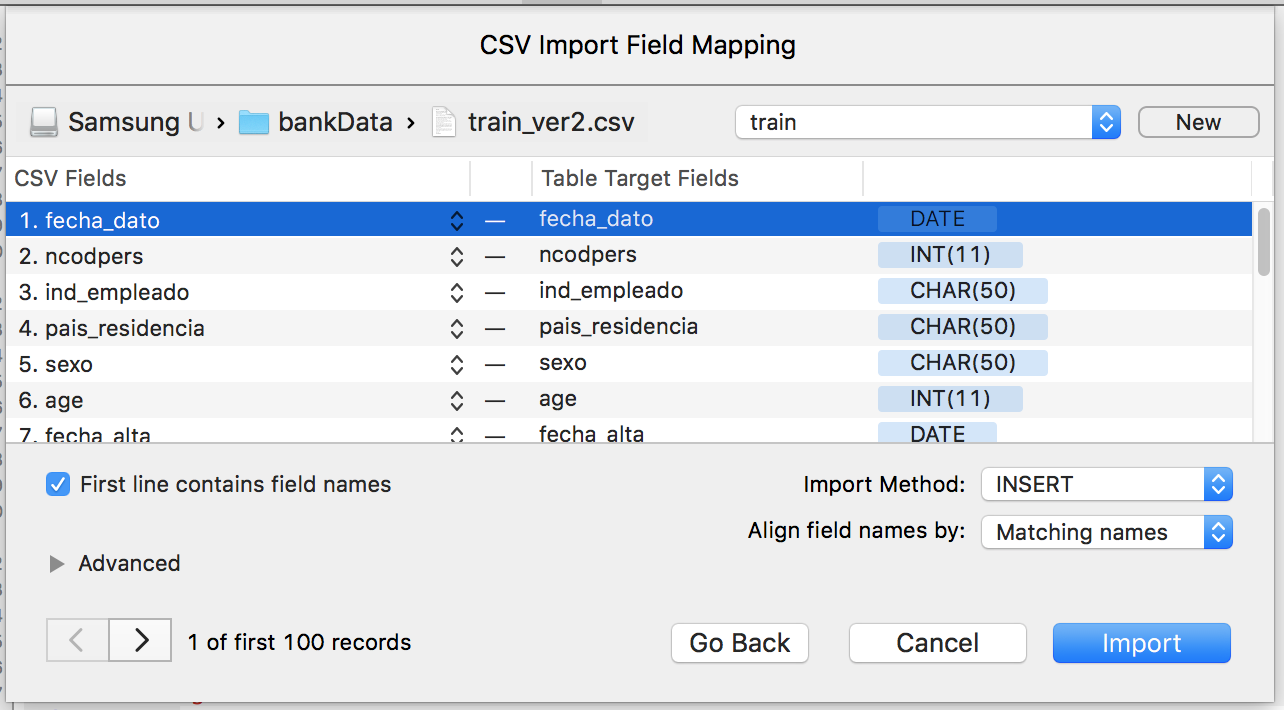 CSV Import Field Mapping
Samsung U › bankData › train_ver2.csv train New
CSV Fields Table Target Fields
1. fecha_dato — fecha_dato DATE
2. ncodpers — ncodpers INT(11)
3. ind_empleado — ind_empleado CHAR(50)
4. pais_residencia — pais_residencia CHAR(50)
5. sexo — sexo CHAR(50)
6. age — age INT(11)
7. fecha_alta — fecha_alta DATE
First line contains field names Import Method: INSERT
Align field names by: Matching names
Advanced
1 of first 100 records Go Back Cancel Import